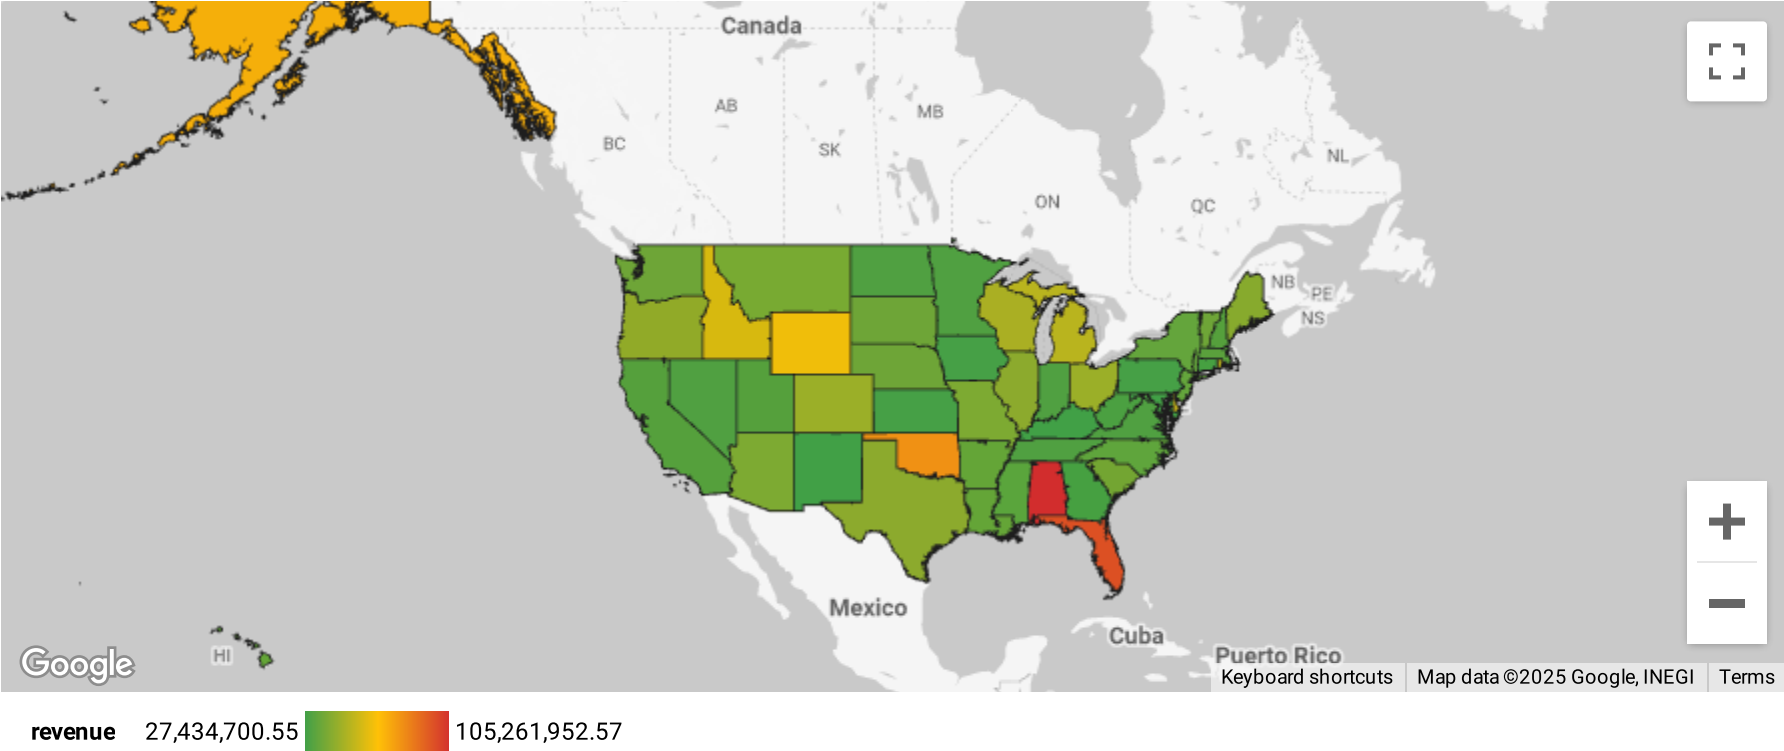 Canada
AB
MB
BC
SK
NL
ON
QC
NB
PE
NS
Mexico
Cuba
HI
Google
Puerto Rico
Keyboard shortcuts
Map data ©2025 Google, INEGI
Terms
revenue 27,434,700.55 105,261,952.57